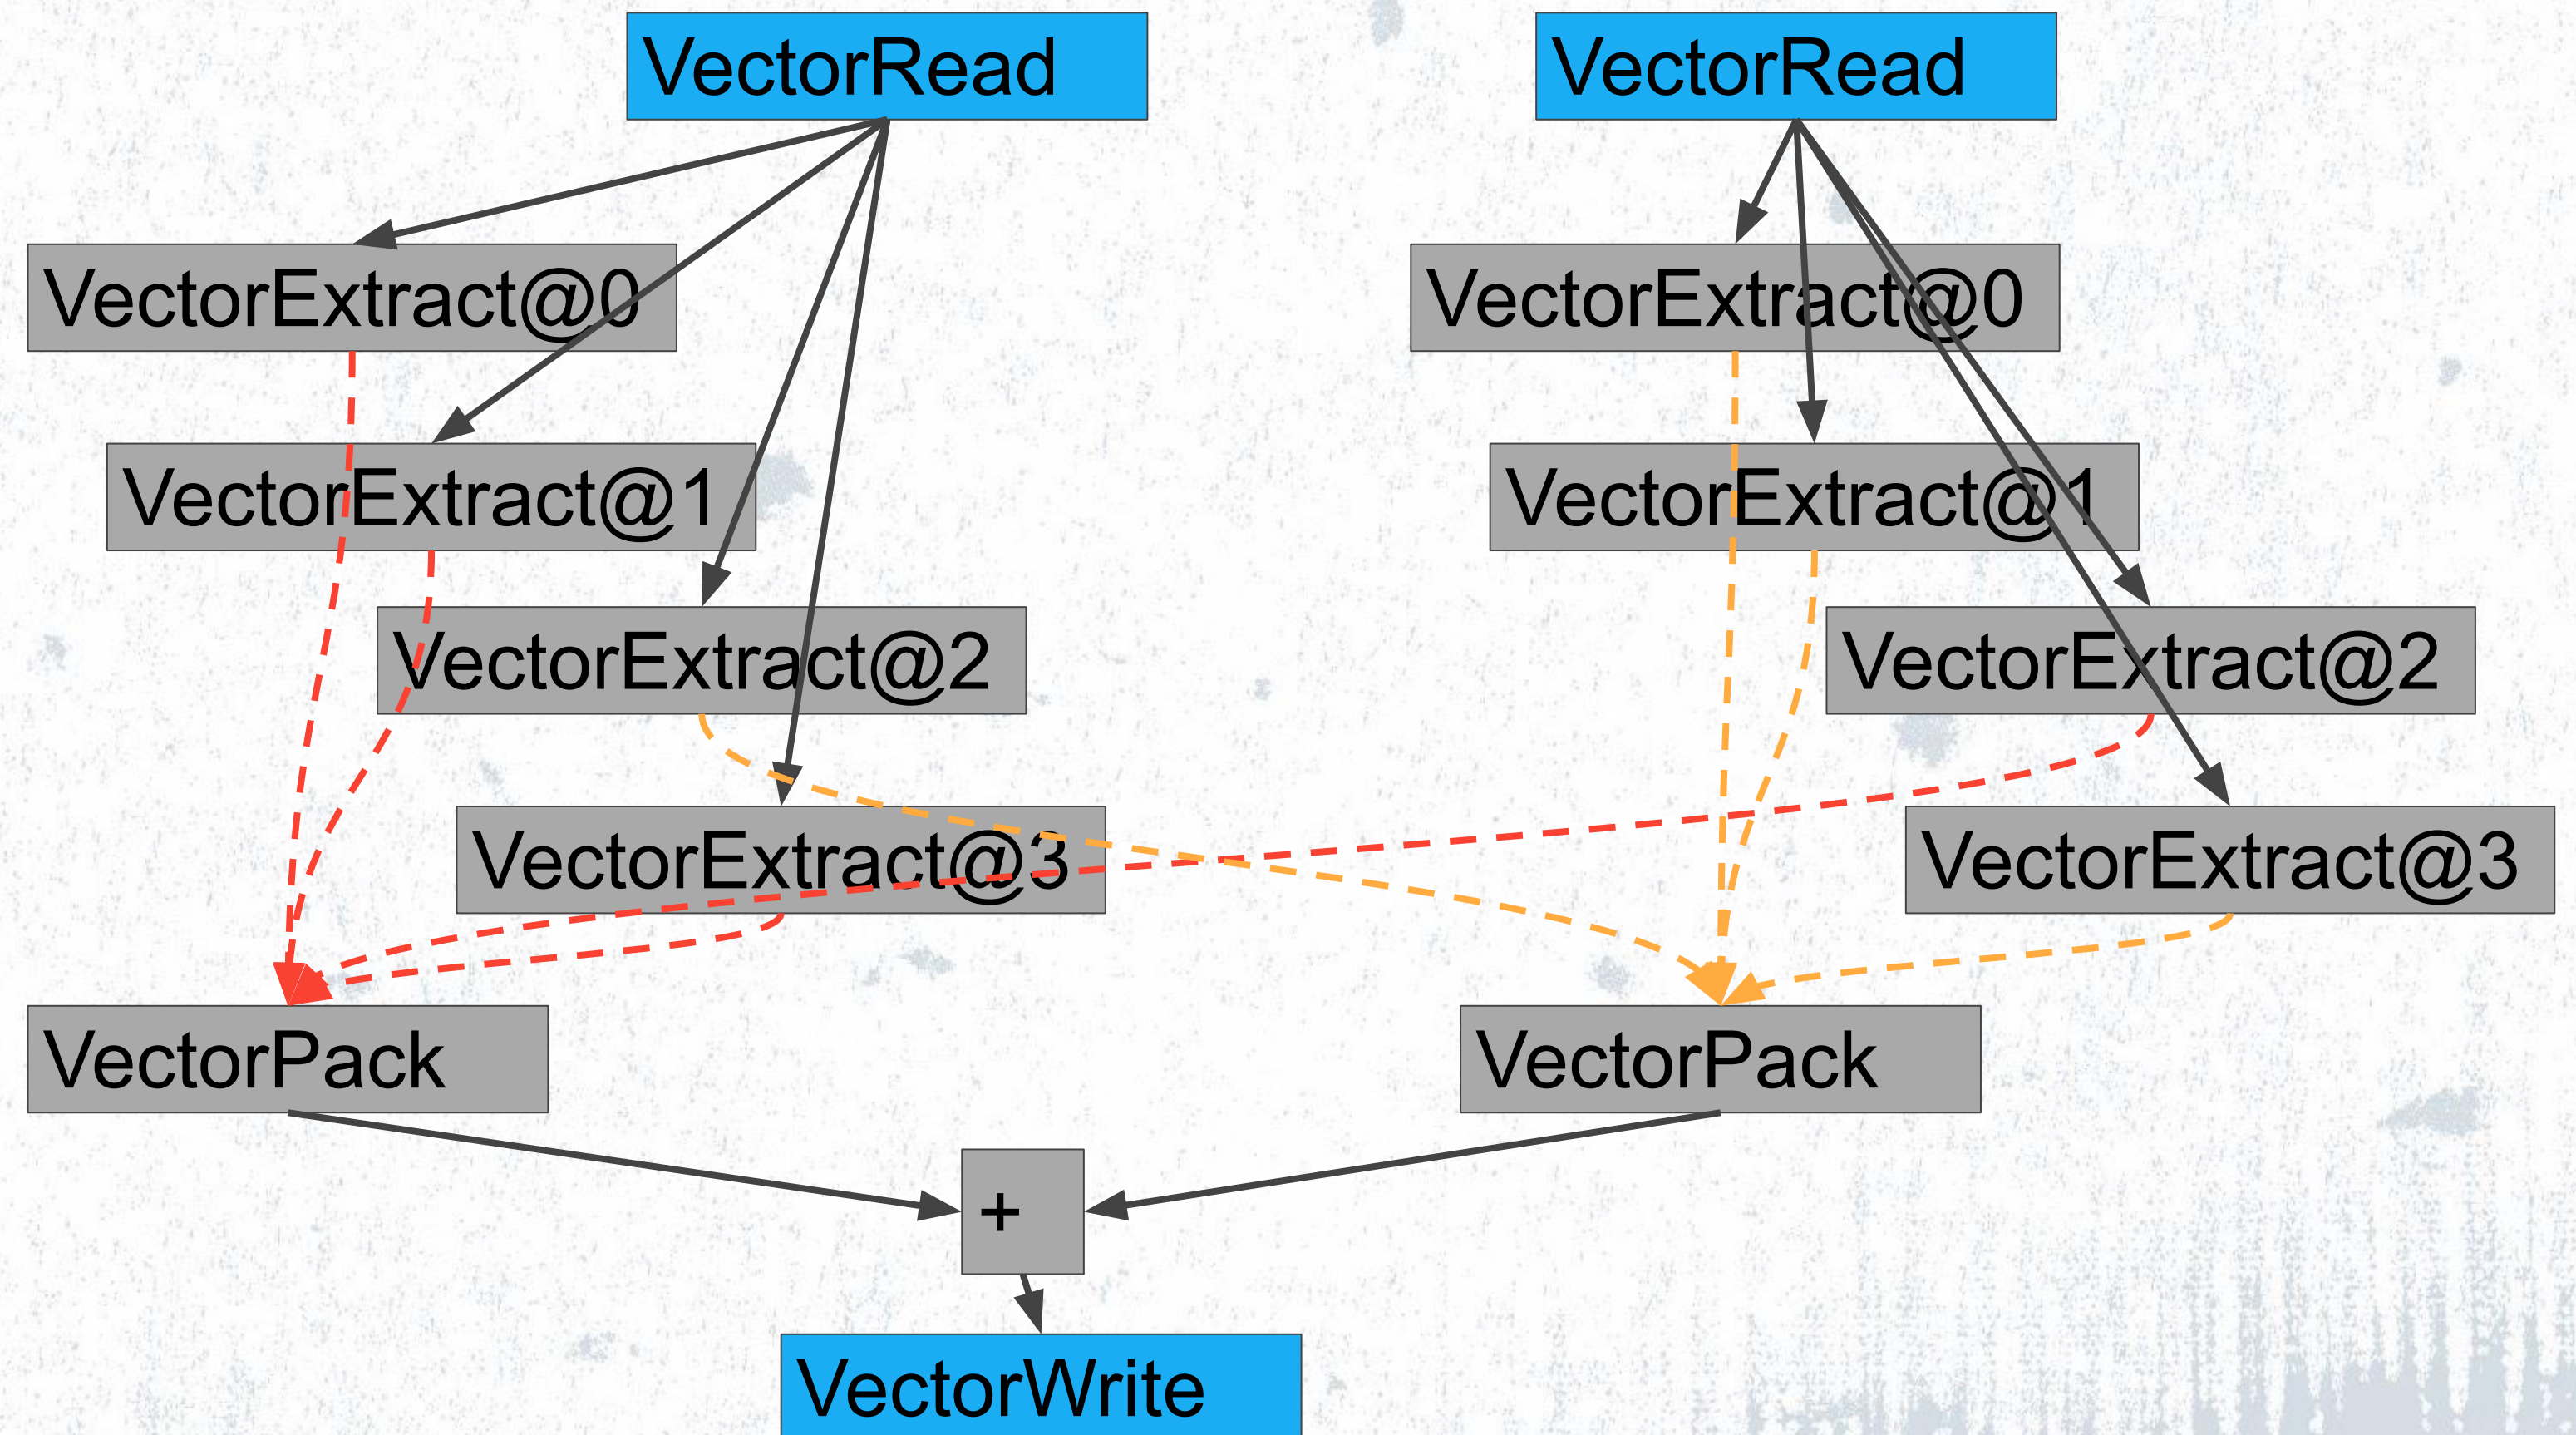 VectorRead
VectorRead
VectorExtract@0
VectorExtract@0
VectorExtract@1
VectorExtract@1
VectorExtract@2
VectorExtract@2
VectorExtract@3
VectorExtract@3
VectorPack
VectorPack
+
VectorWrite